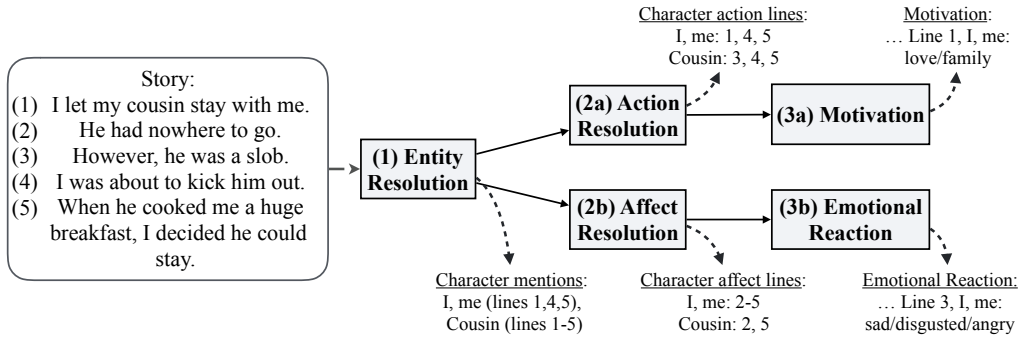 Story:
(1) I let my cousin stay with me.
(2) He had nowhere to go.
(3) However, he was a slob.
(4) I was about to kick him out.
(5) When he cooked me a huge
breakfast, I decided he could
stay.
(1) Entity
Resolution
Character mentions:
I, me (lines 1,4,5),
Cousin (lines 1-5)
Character action lines:
I, me: 1, 4, 5
Cousin: 3, 4, 5
(2a) Action
Resolution
Motivation:
… Line 1, I, me:
love/family
(3a) Motivation
(2b) Affect
Resolution
Character affect lines:
I, me: 2-5
Cousin: 2, 5
(3b) Emotional
Reaction
Emotional Reaction:
… Line 3, I, me:
sad/disgusted/angry